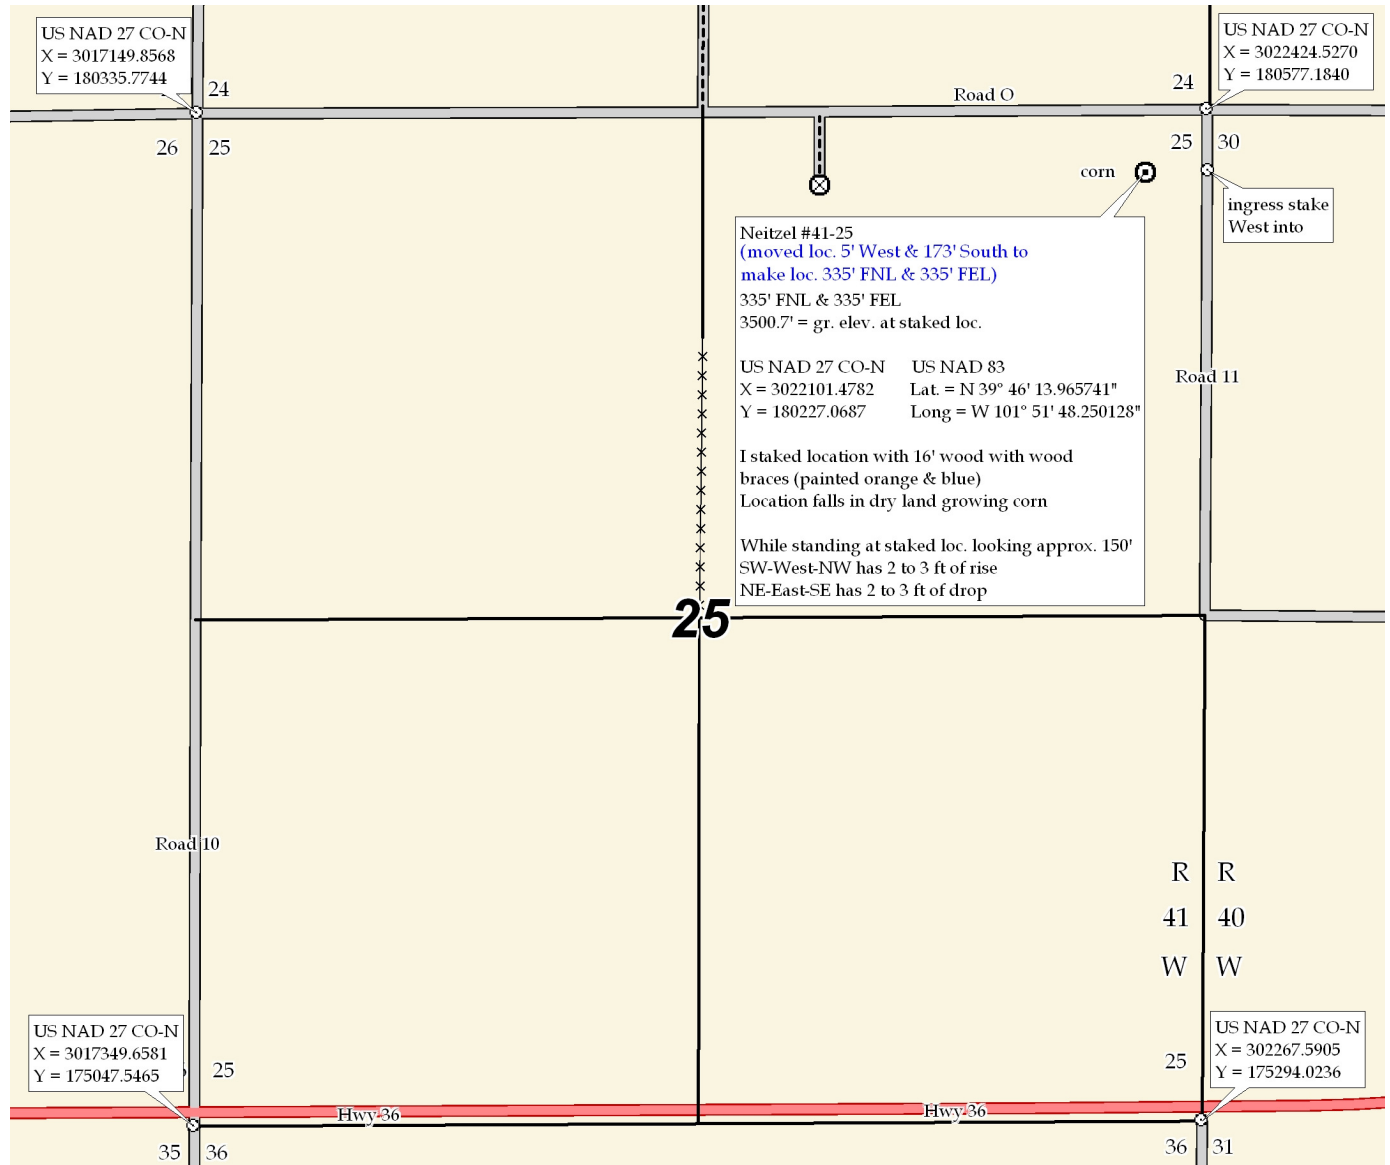 US NAD 27 CO-N
X = 3017149.8568
Y = 180335.7744
US NAD 27 CO-N
X = 3022424.5270
Y = 180577.1840
24
24
Road O
26
25
25
30
corn
ingress stake
West into
Neitzel #41-25
(moved loc. 5' West & 173' South to
make loc. 335' FNL & 335' FEL)
335' FNL & 335' FEL
3500.7' = gr. elev. at staked loc.
US NAD 27 CO-N US NAD 83
X = 3022101.4782 Lat. = N 39° 46' 13.965741"
Y = 180227.0687 Long = W 101° 51' 48.250128"
I staked location with 16' wood with wood
braces (painted orange & blue)
Location falls in dry land growing corn
While standing at staked loc. looking approx. 150'
SW-West-NW has 2 to 3 ft of rise
NE-East-SE has 2 to 3 ft of drop
Road 11
25
Road 10
R R
41 40
W W
US NAD 27 CO-N
X = 3017349.6581
Y = 175047.5465
25
US NAD 27 CO-N
X = 302267.5905
Y = 175294.0236
25
Hwy 36
Hwy 36
35
36
36
31